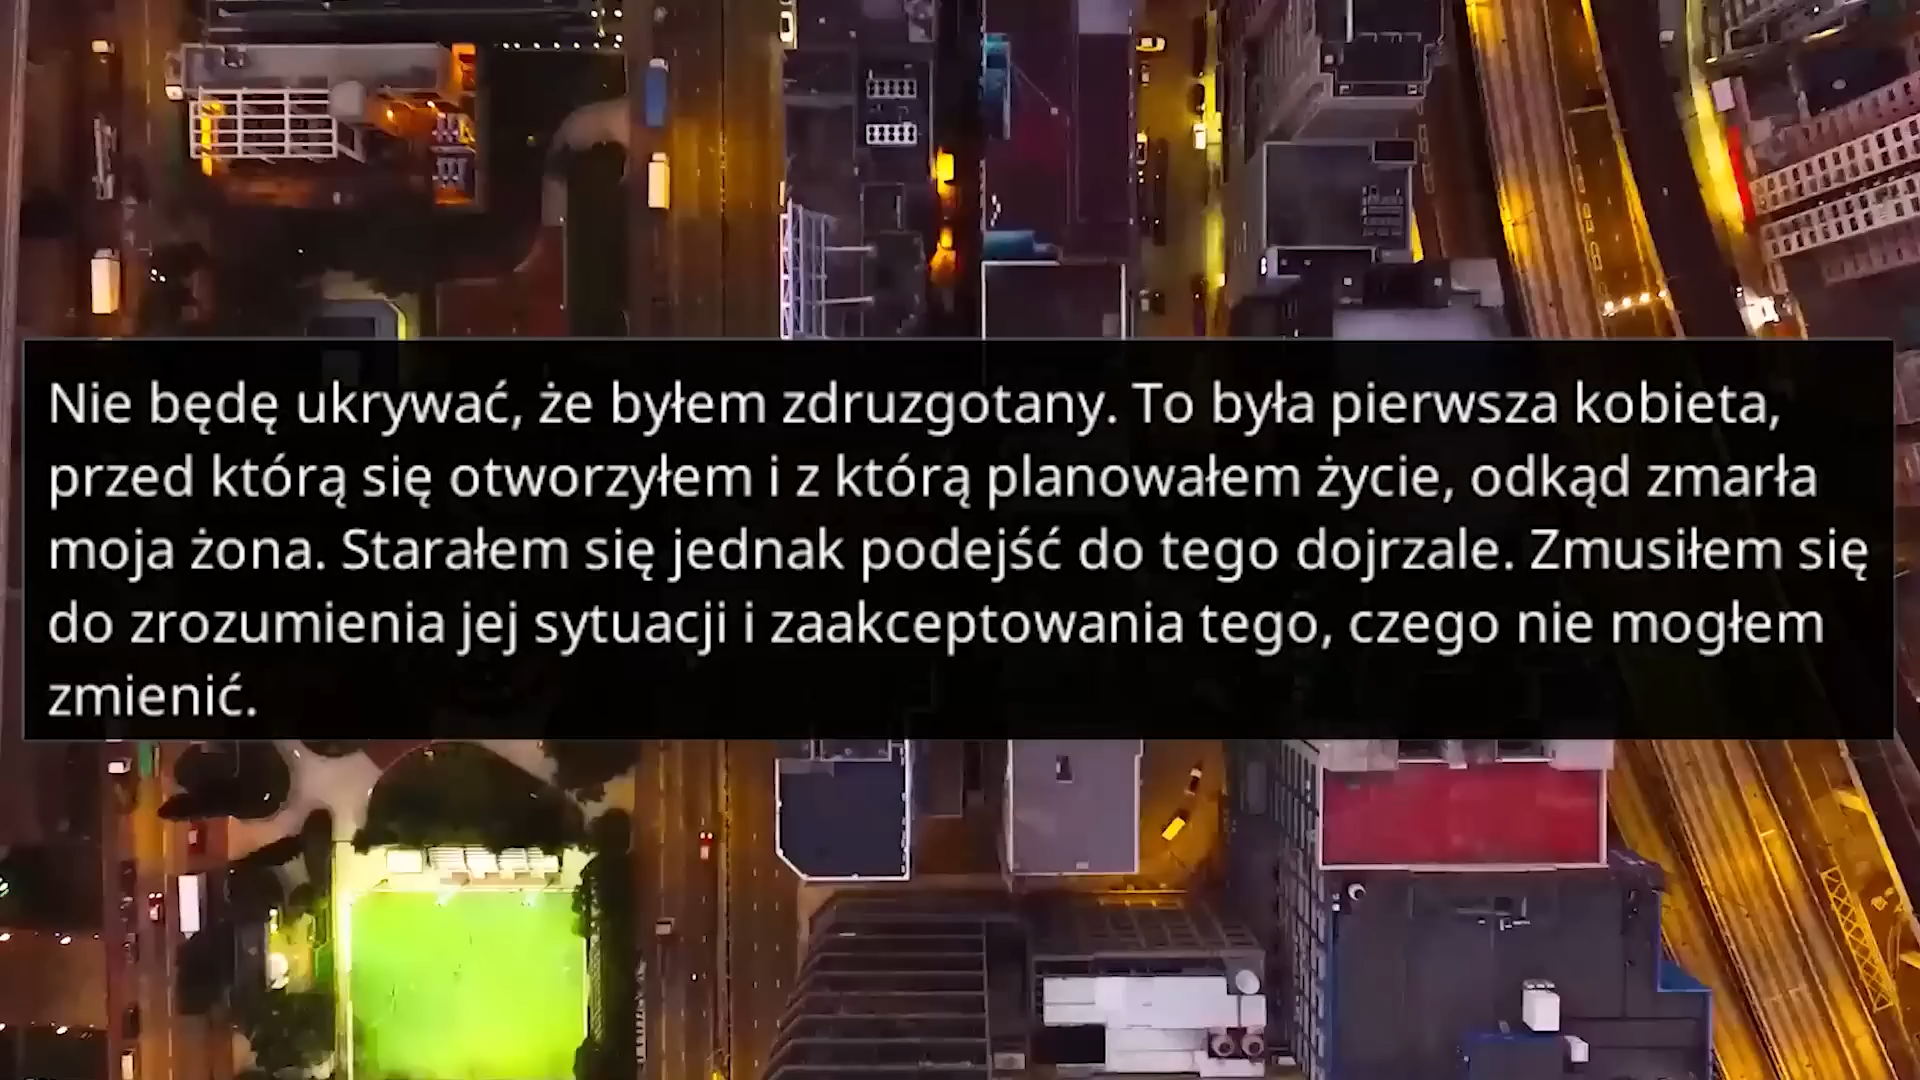 Nie będę ukrywać, że byłem zdruzgotany. To była pierwsza kobieta,
przed którą się otworzyłem i z którą planowałem życie, odkąd zmarła
moja żona. Starałem się jednak podejść do tego dojrzale. Zmusiłem się
do zrozumienia jej sytuacji i zaakceptowania tego, czego nie mogłem
zmienić.